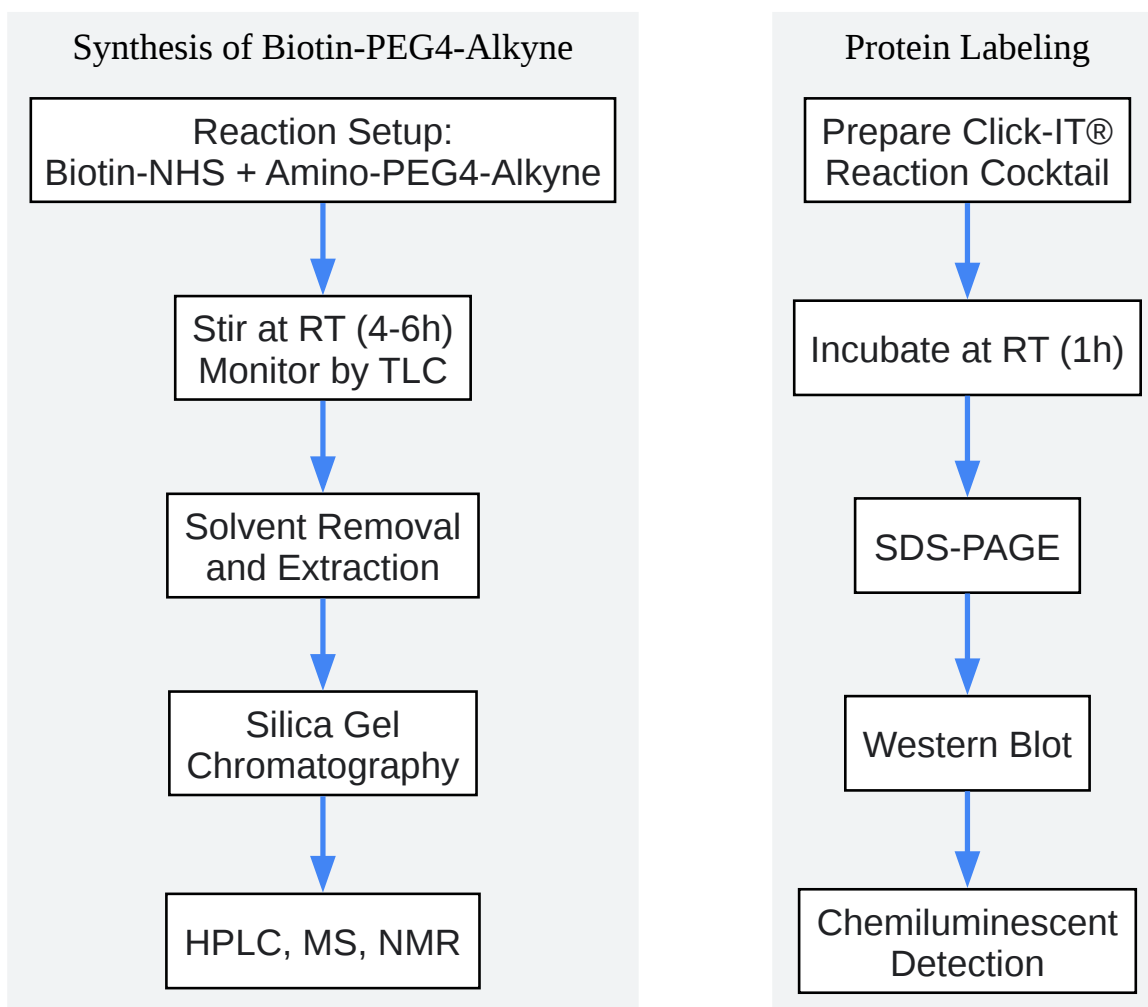 Synthesis of Biotin-PEG4-Alkyne
Reaction Setup:
Biotin-NHS + Amino-PEG4-Alkyne
Stir at RT (4-6h)
Monitor by TLC
Solvent Removal
and Extraction
Silica Gel
Chromatography
HPLC, MS, NMR
Protein Labeling
Prepare Click-IT®
Reaction Cocktail
Incubate at RT (1h)
SDS-PAGE
Western Blot
Chemiluminescent
Detection